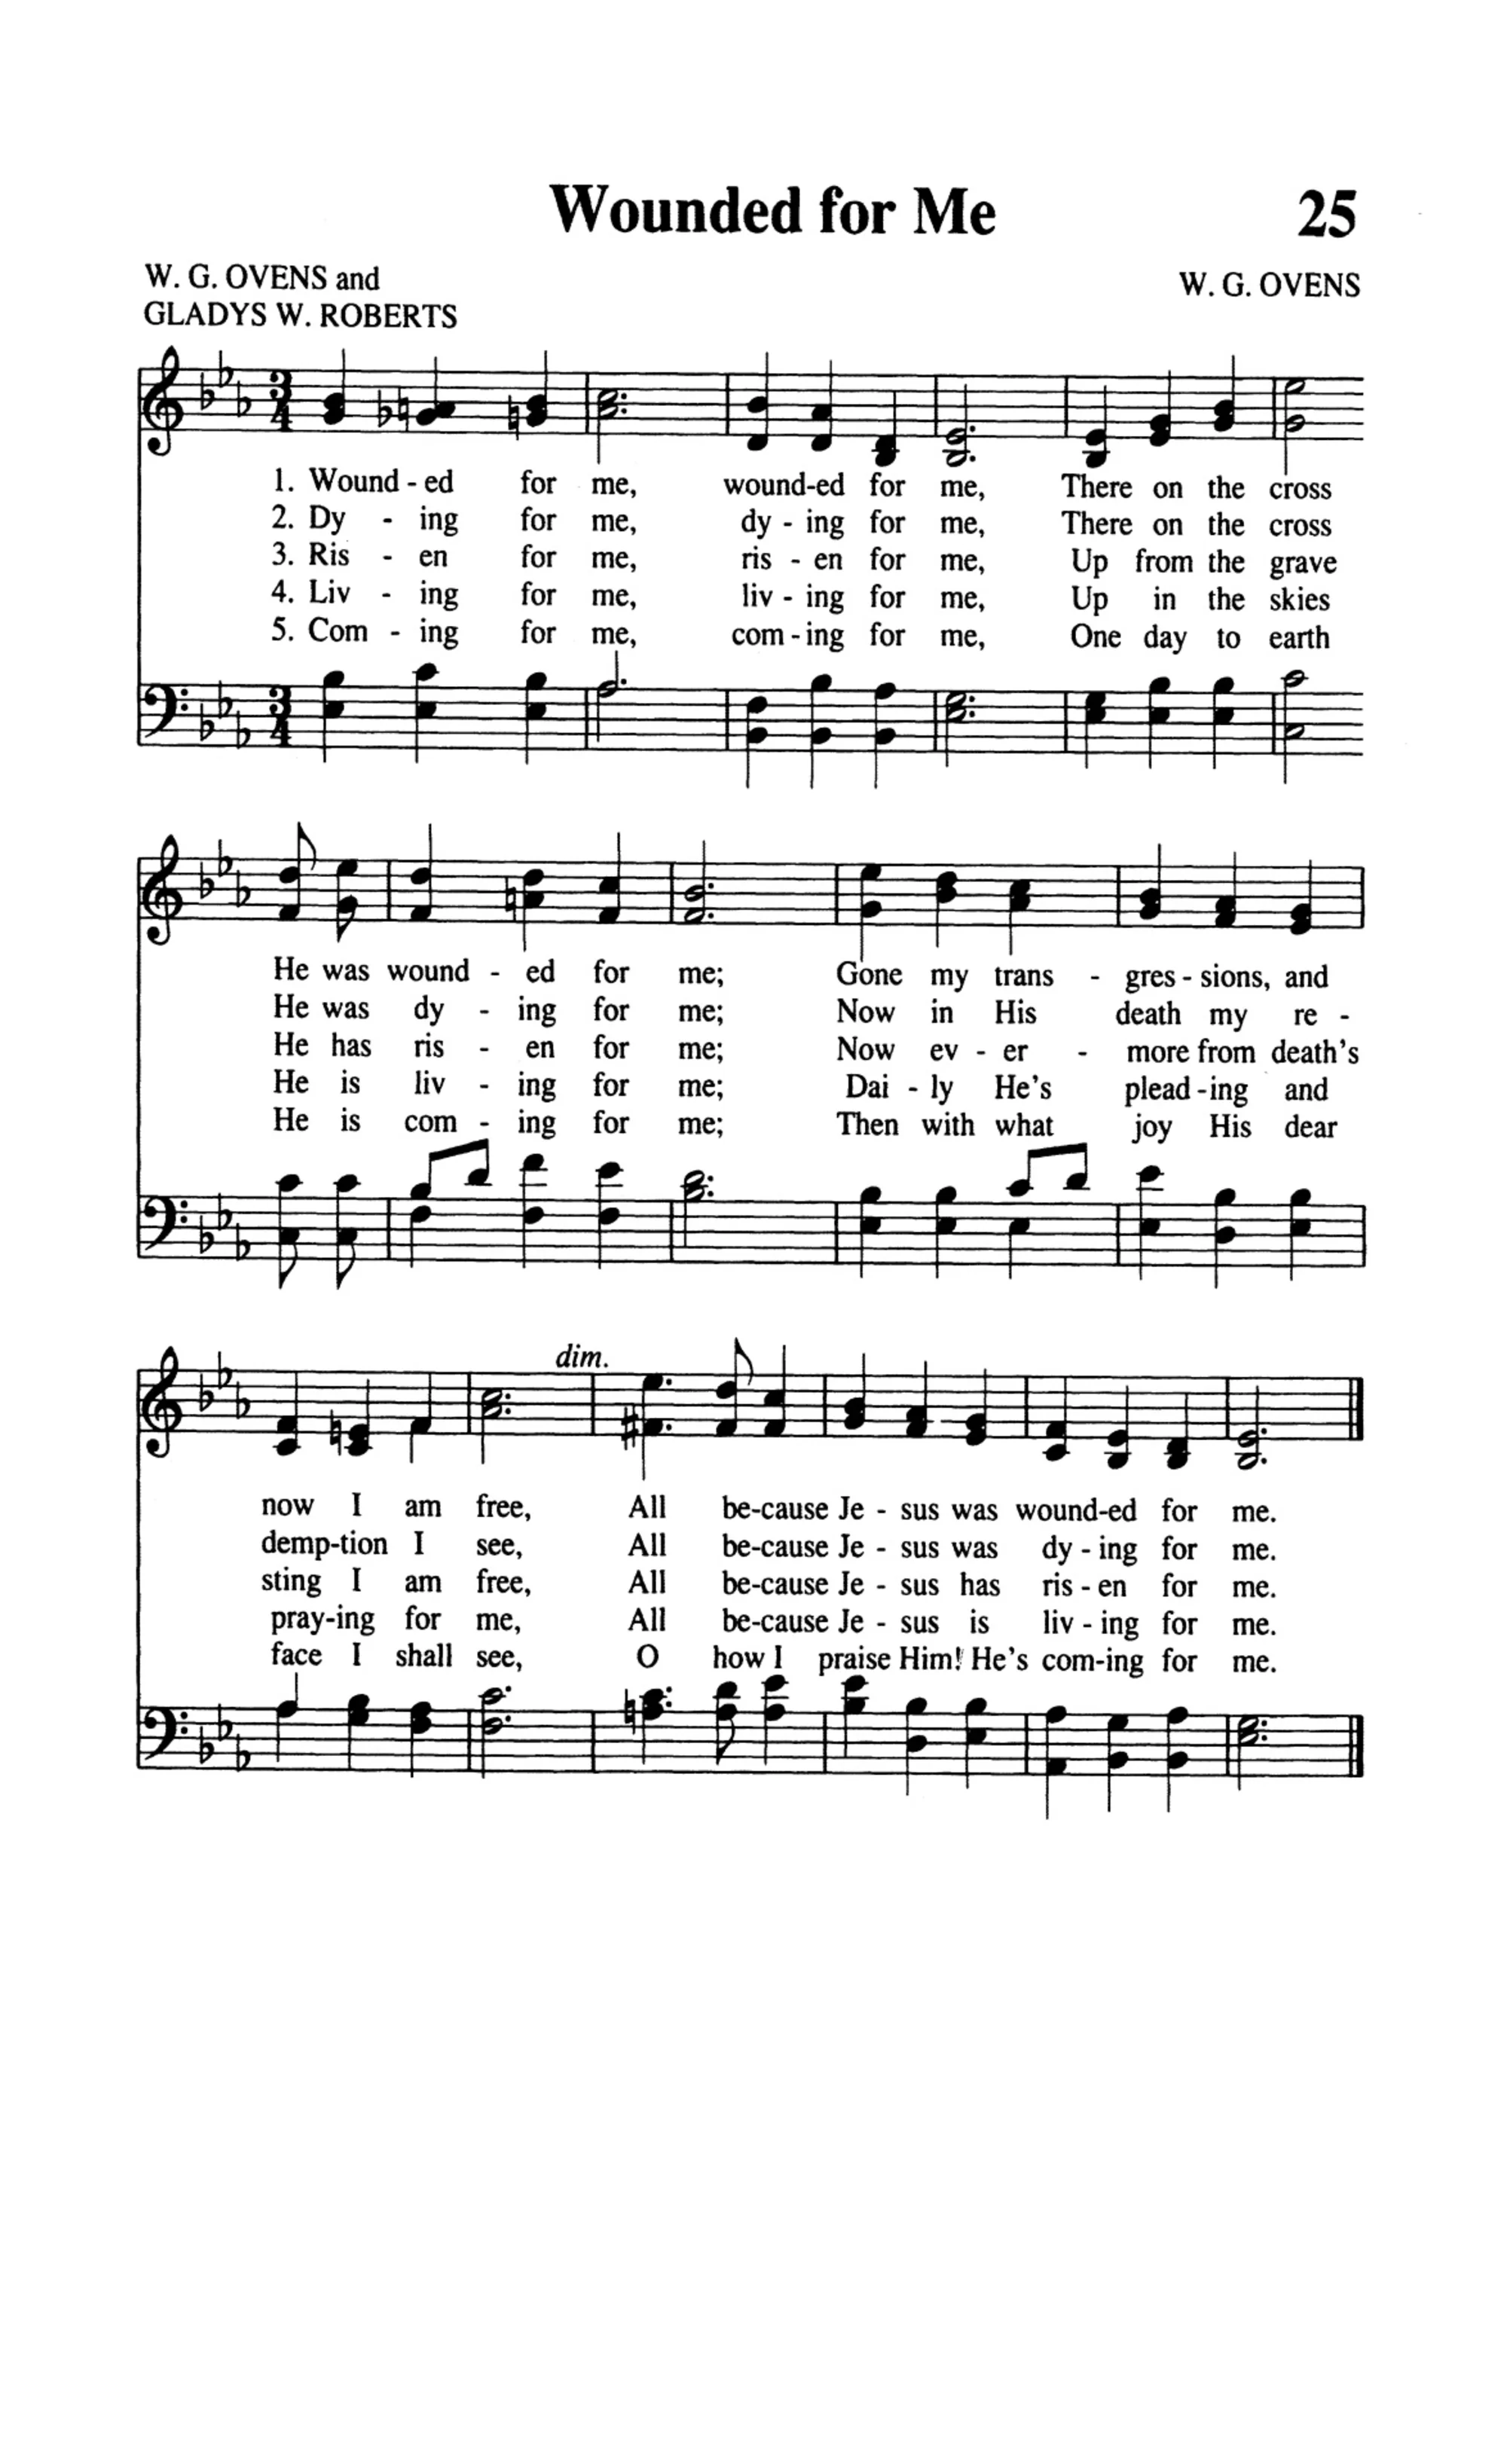 Wounded for Me 25
W. G. OVENS and
GLADYS W. ROBERTS
W. G. OVENS
3/4
1. Wound - ed for me, wound-ed for me, There on the cross
2. Dy - ing for me, dy - ing for me, There on the cross
3. Ris - en for me, ris - en for me, Up from the grave
4. Liv - ing for me, liv - ing for me, Up in the skies
5. Com - ing for me, com - ing for me, One day to earth
3/4
He was wound - ed for me; Gone my trans - gres - sions, and
He was dy - ing for me; Now in His death my re -
He has ris - en for me; Now ev - er - more from death's
He is liv - ing for me; Dai - ly He's plead -ing and
He is com - ing for me; Then with what joy His dear
dim.
now I am free, All be-cause Je - sus was wound-ed for me.
demp-tion I see, All be-cause Je - sus was dy - ing for me.
sting I am free, All be-cause Je - sus has ris - en for me.
pray-ing for me, All be-cause Je - sus is liv - ing for me.
face I shall see, O how I praise Him! He's com-ing for me.